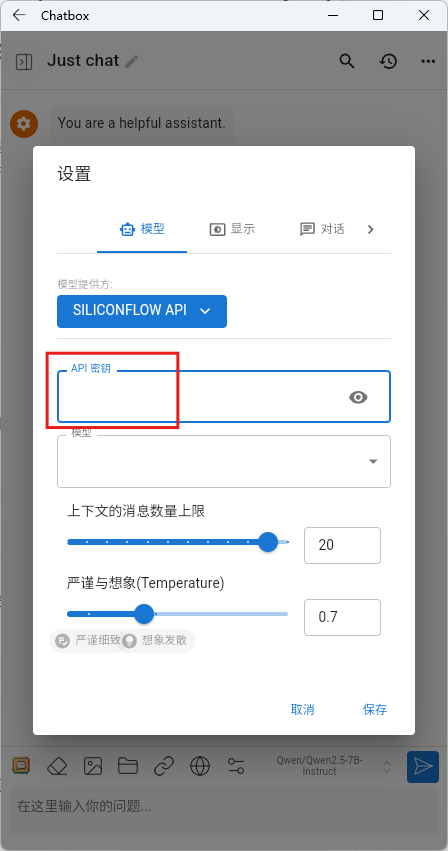 Chatbox
Just chat
You are a helpful assistant.
设置
模型
显示
对话
模型提供方:
SILICONFLOW API
API 密钥
模型
上下文的消息数量上限
20
严谨与想象(Temperature)
0.7
严谨细致
想象发散
取消
保存
Qwen/Qwen2.5-7B-
Instruct
在这里输入你的问题...